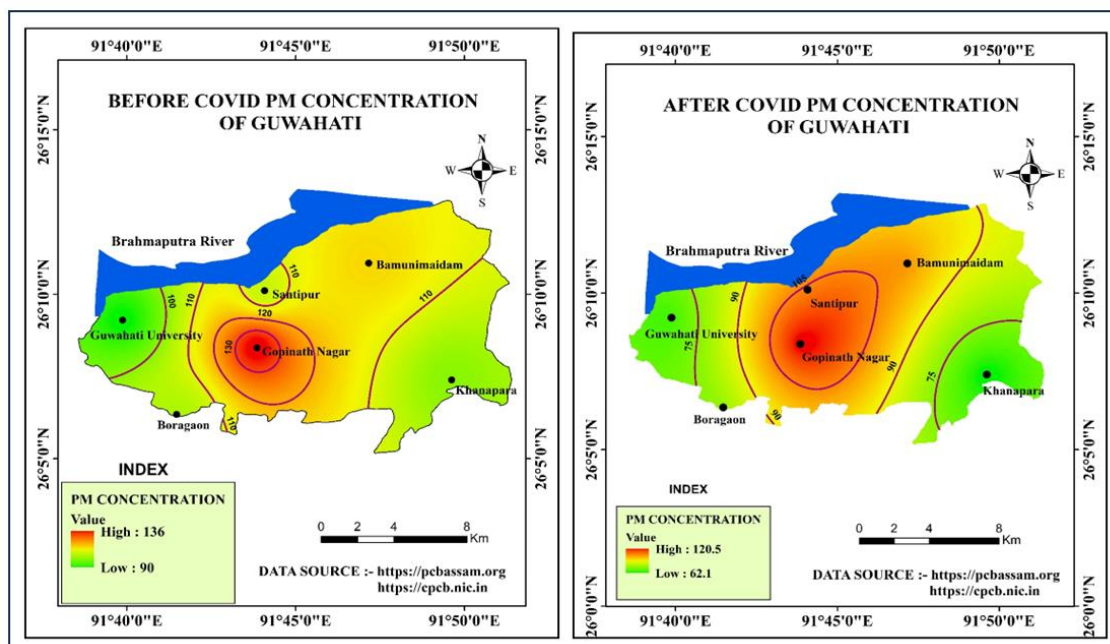 91°40'0"E 91°45'0"E 91°50'0"E
BEFORE COVID PM CONCENTRATION
OF GUWAHATI
26°15'0"N
26°15'0"N
N
W E
S
Brahmaputra River
110
Bamunimaidam
26°10'0"N
26°10'0"N
100
110
Santipur
110
120
Guwahati University
130
Gopinath Nagar
Khanapara
Boragaon
110
26°5'0"N
26°5'0"N
INDEX
PM CONCENTRATION
Value
High : 136
Low : 90
0 2 4 8
Km
DATA SOURCE :- https://pcbassam.org
https://cpcb.nic.in
91°40'0"E 91°45'0"E 91°50'0"E
91°40'0"E 91°45'0"E 91°50'0"E
AFTER COVID PM CONCENTRATION
OF GUWAHATI
26°15'0"N
26°15'0"N
N
W E
S
Brahmaputra River
Bamunimaidam
26°10'0"N
26°10'0"N
105
90
Santipur
Guwahati University
75
Gopinath Nagar
90
75
Khanapara
Boragaon
90
26°5'0"N
26°5'0"N
INDEX
PM CONCENTRATION
Value
High : 120.5
Low : 62.1
0 2 4 8
Km
DATA SOURCE :- https://pcbassam.org
https://cpcb.nic.in
26°0'0"N
26°0'0"N
91°40'0"E 91°45'0"E 91°50'0"E